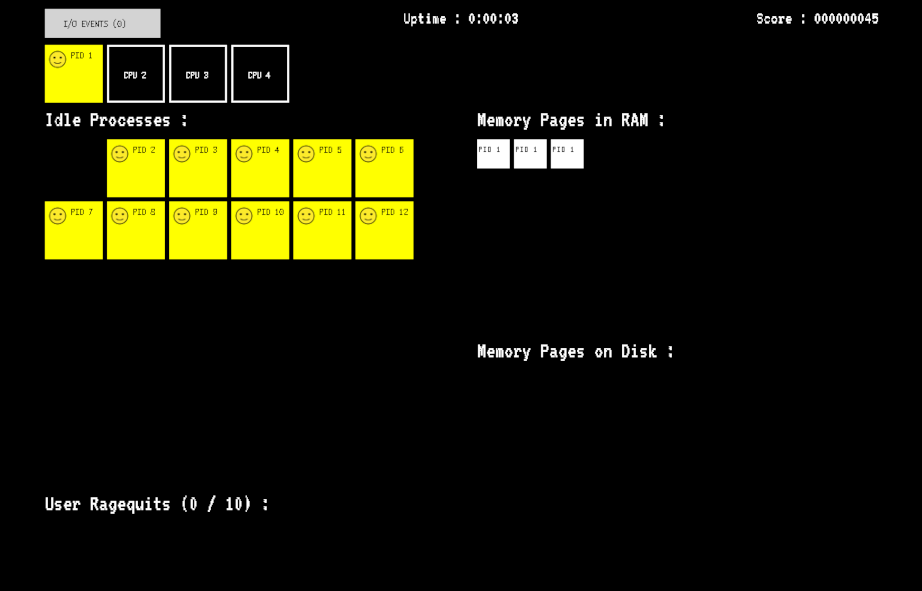 I/O EVENTS (0)
Uptime : 0:00:03
Score : 000000045
PID 1
CPU 2
CPU 3
CPU 4
Idle Processes :
Memory Pages in RAM :
PID 2
PID 3
PID 4
PID 5
PID 6
PID 1
PID 1
PID 1
PID 7
PID 8
PID 9
PID 10
PID 11
PID 12
Memory Pages on Disk :
User Ragequits (0 / 10) :